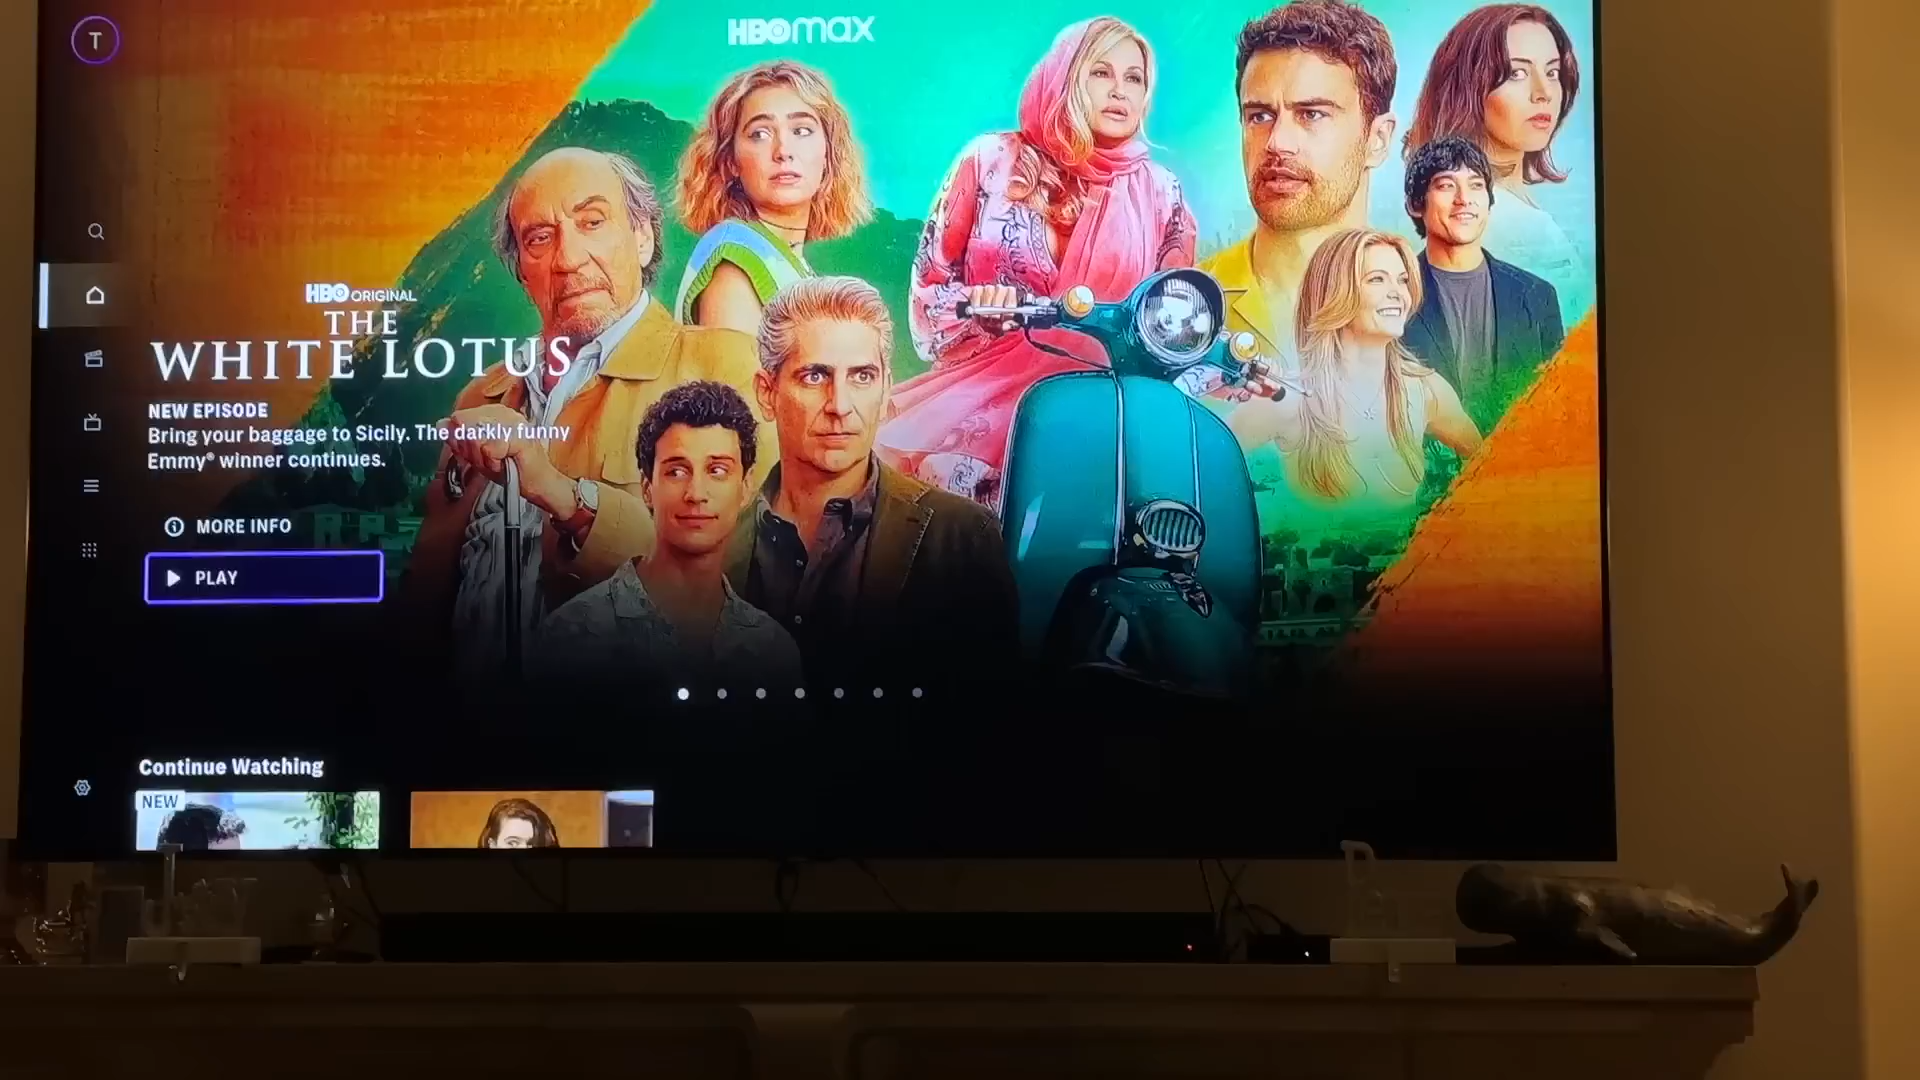 T
HBOmax
HBO ORIGINAL
THE
WHITE LOTUS
NEW EPISODE
Bring your baggage to Sicily. The darkly funny
Emmy® winner continues.
MORE INFO
PLAY
Continue Watching
NEW